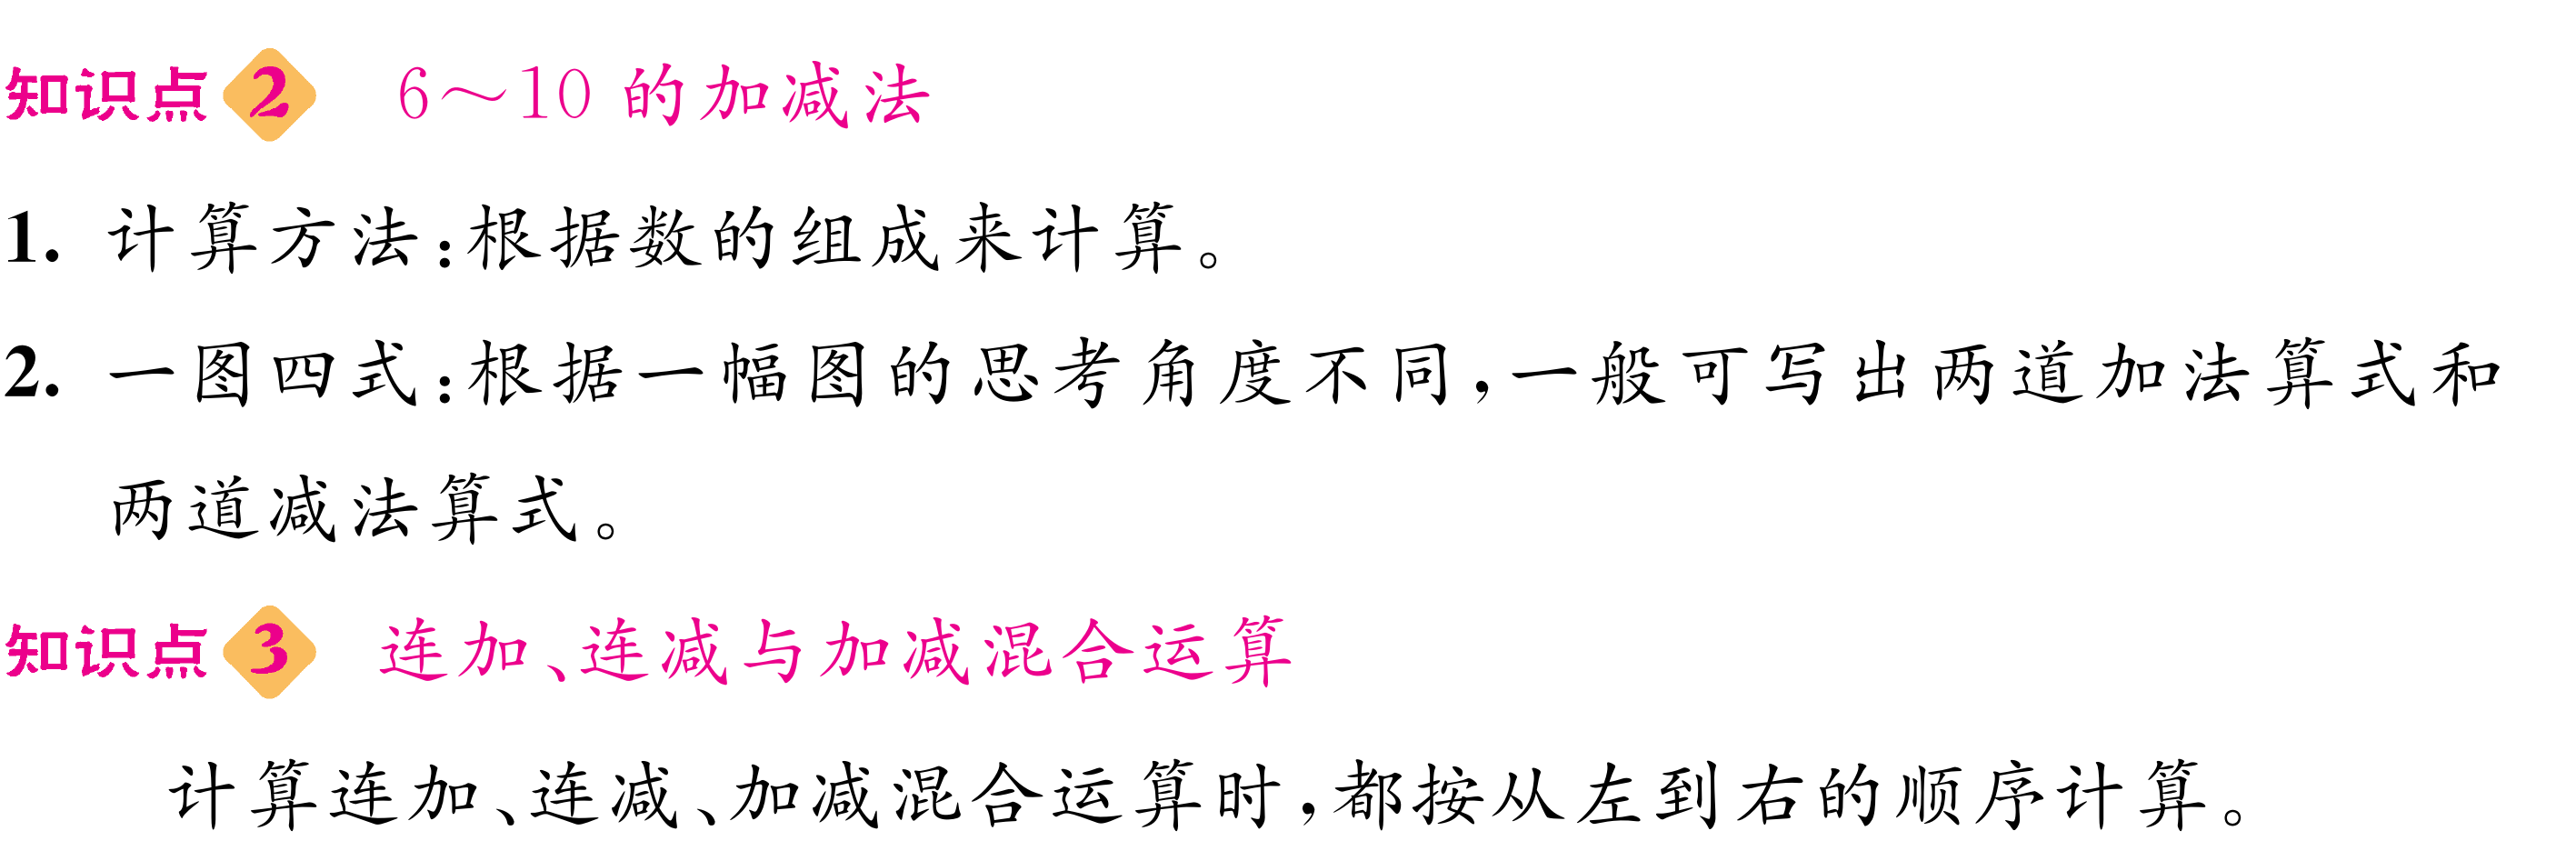 知识点2 6～10的加减法
1. 计算方法:根据数的组成来计算。
2. 一图四式:根据一幅图的思考角度不同,一般可写出两道加法算式和
两道减法算式。
知识点3 连加、连减与加减混合运算
计算连加、连减、加减混合运算时,都按从左到右的顺序计算。